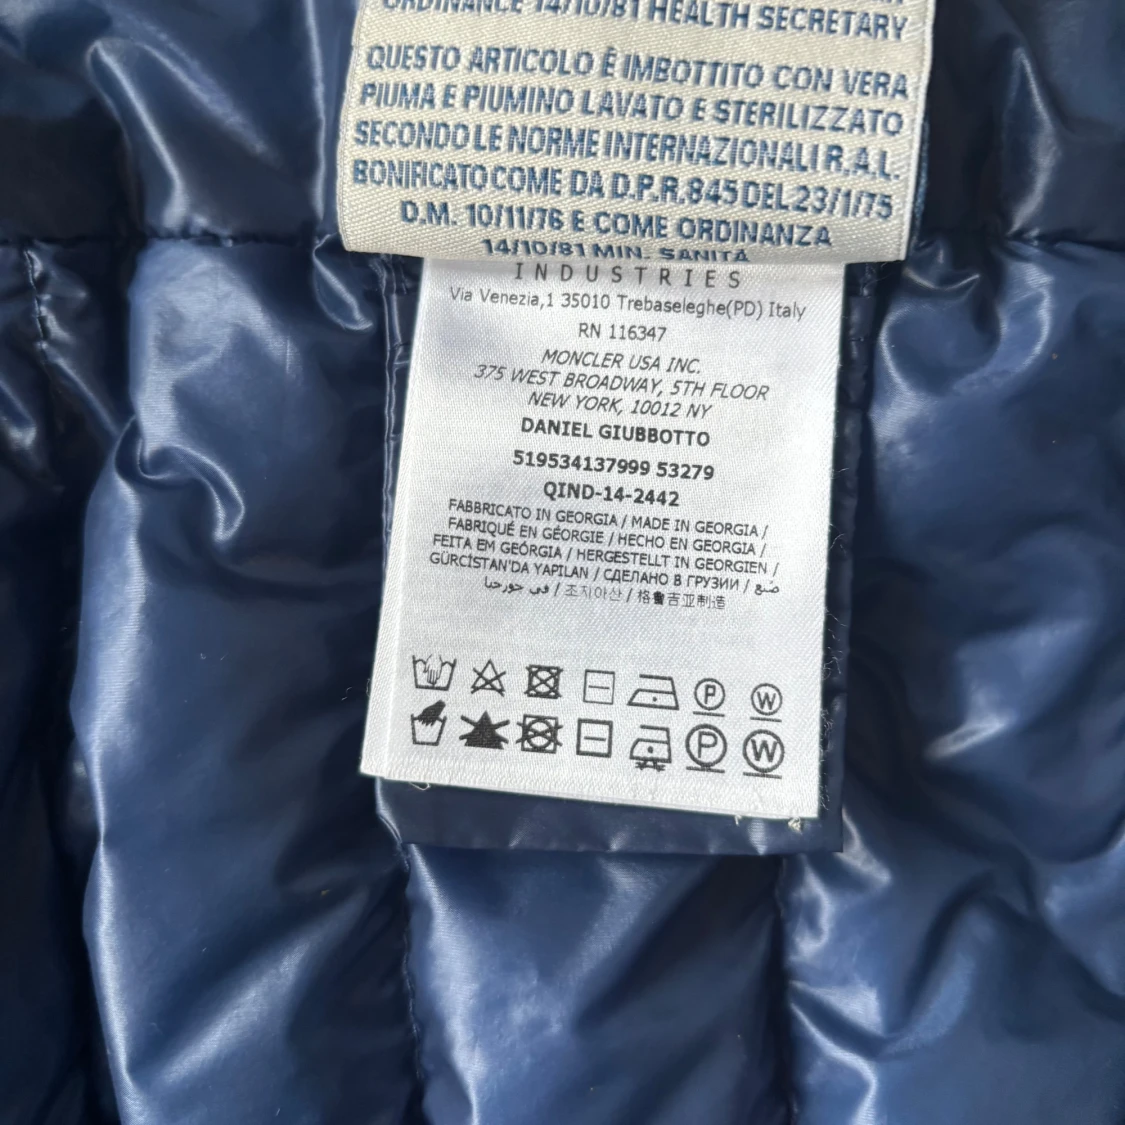 ORDINANCE 14/10/81 HEALTH SECRETARY
QUESTO ARTICOLO È IMBOTTITO CON VERA
PIUMA E PIUMINO LAVATO E STERILIZZATO
SECONDO LE NORME INTERNAZIONALI R.A.L.
BONIFICATO COME DA D.P.R.845 DEL 23/1/75
D.M. 10/11/76 E COME ORDINANZA
14/10/81 MIN. SANITÀ
INDUSTRIES
Via Venezia,1 35010 Trebaseleghe(PD) Italy
RN 116347
MONCLER USA INC.
375 WEST BROADWAY, 5TH FLOOR
NEW YORK, 10012 NY
DANIEL GIUBBOTTO
519534137999 53279
QIND-14-2442
FABBRICATO IN GEORGIA / MADE IN GEORGIA /
FABRIQUÉ EN GÉORGIE / HECHO EN GEORGIA /
FEITA EM GEÓRGIA / HERGESTELLT IN GEORGIEN /
GÜRCİSTAN'DA YAPILAN / СДЕЛАНО В ГРУЗИИ / صنع
في جورجيا / 조지아산 / 格鲁吉亚制造
P W
P W